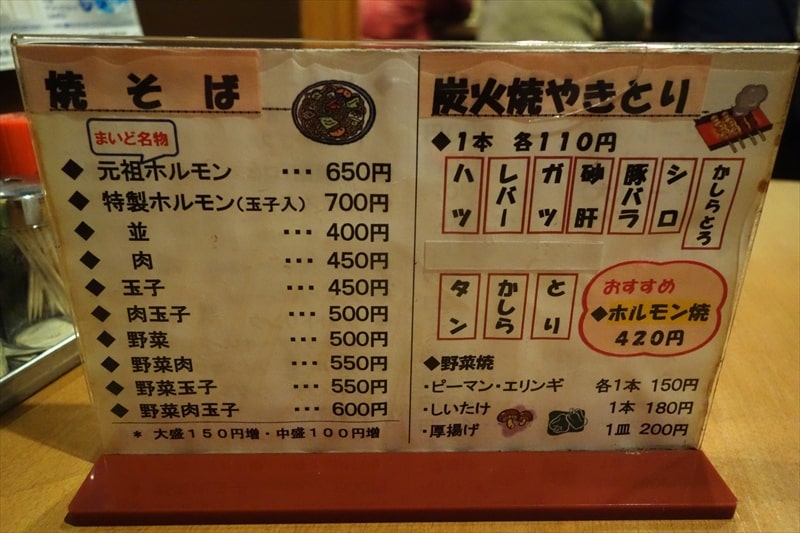 焼そば
まいど名物
◆ 元祖ホルモン ･･･ 650円
◆ 特製ホルモン(玉子入) 700円
◆ 並 ･･･ 400円
◆ 肉 ･･･ 450円
◆ 玉子 ･･･ 450円
◆ 肉玉子 ･･･ 500円
◆ 野菜 ･･･ 500円
◆ 野菜肉 ･･･ 550円
◆ 野菜玉子 ･･･ 550円
◆ 野菜肉玉子 ･･･ 600円
* 大盛150円増・中盛100円増
炭火焼やきとり
◆1本 各110円
ハツ
レバー
ガツ
砂肝
豚バラ
シロ
かしらとろ
タン
かしら
とり
おすすめ
◆ホルモン焼
420円
◆野菜焼
・ピーマン・エリンギ 各1本 150円
・しいたけ 1本 180円
・厚揚げ 1皿 200円